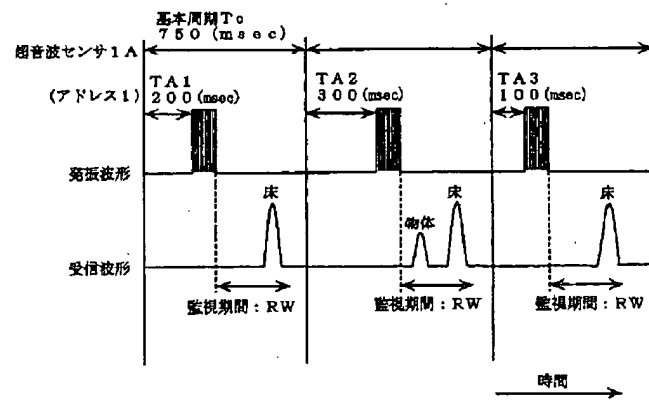 基本周期To
750(msec)
超音波センサ1A
(アドレス1)
TA1
200(msec)
TA2
300(msec)
TA3
100(msec)
発振波形
床
物体
床
床
受信波形
監視期間:RW
監視期間:RW
監視期間:RW
時間